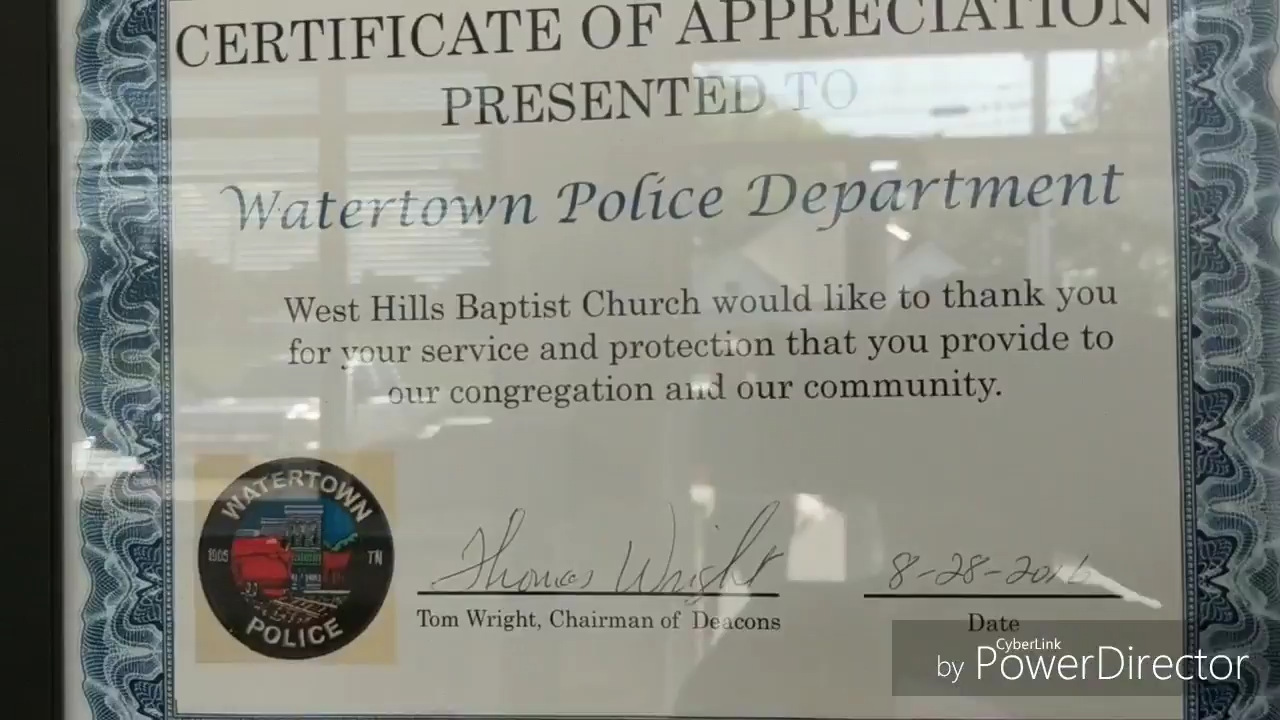 CERTIFICATE OF APPRECIATION
PRESENTED TO
Watertown Police Department
West Hills Baptist Church would like to thank you
for your service and protection that you provide to
our congregation and our community.
WATERTOWN
1905 TN
POLICE
Thomas Wright
8-28-2016
Tom Wright, Chairman of Deacons
Date
by CyberLink PowerDirector